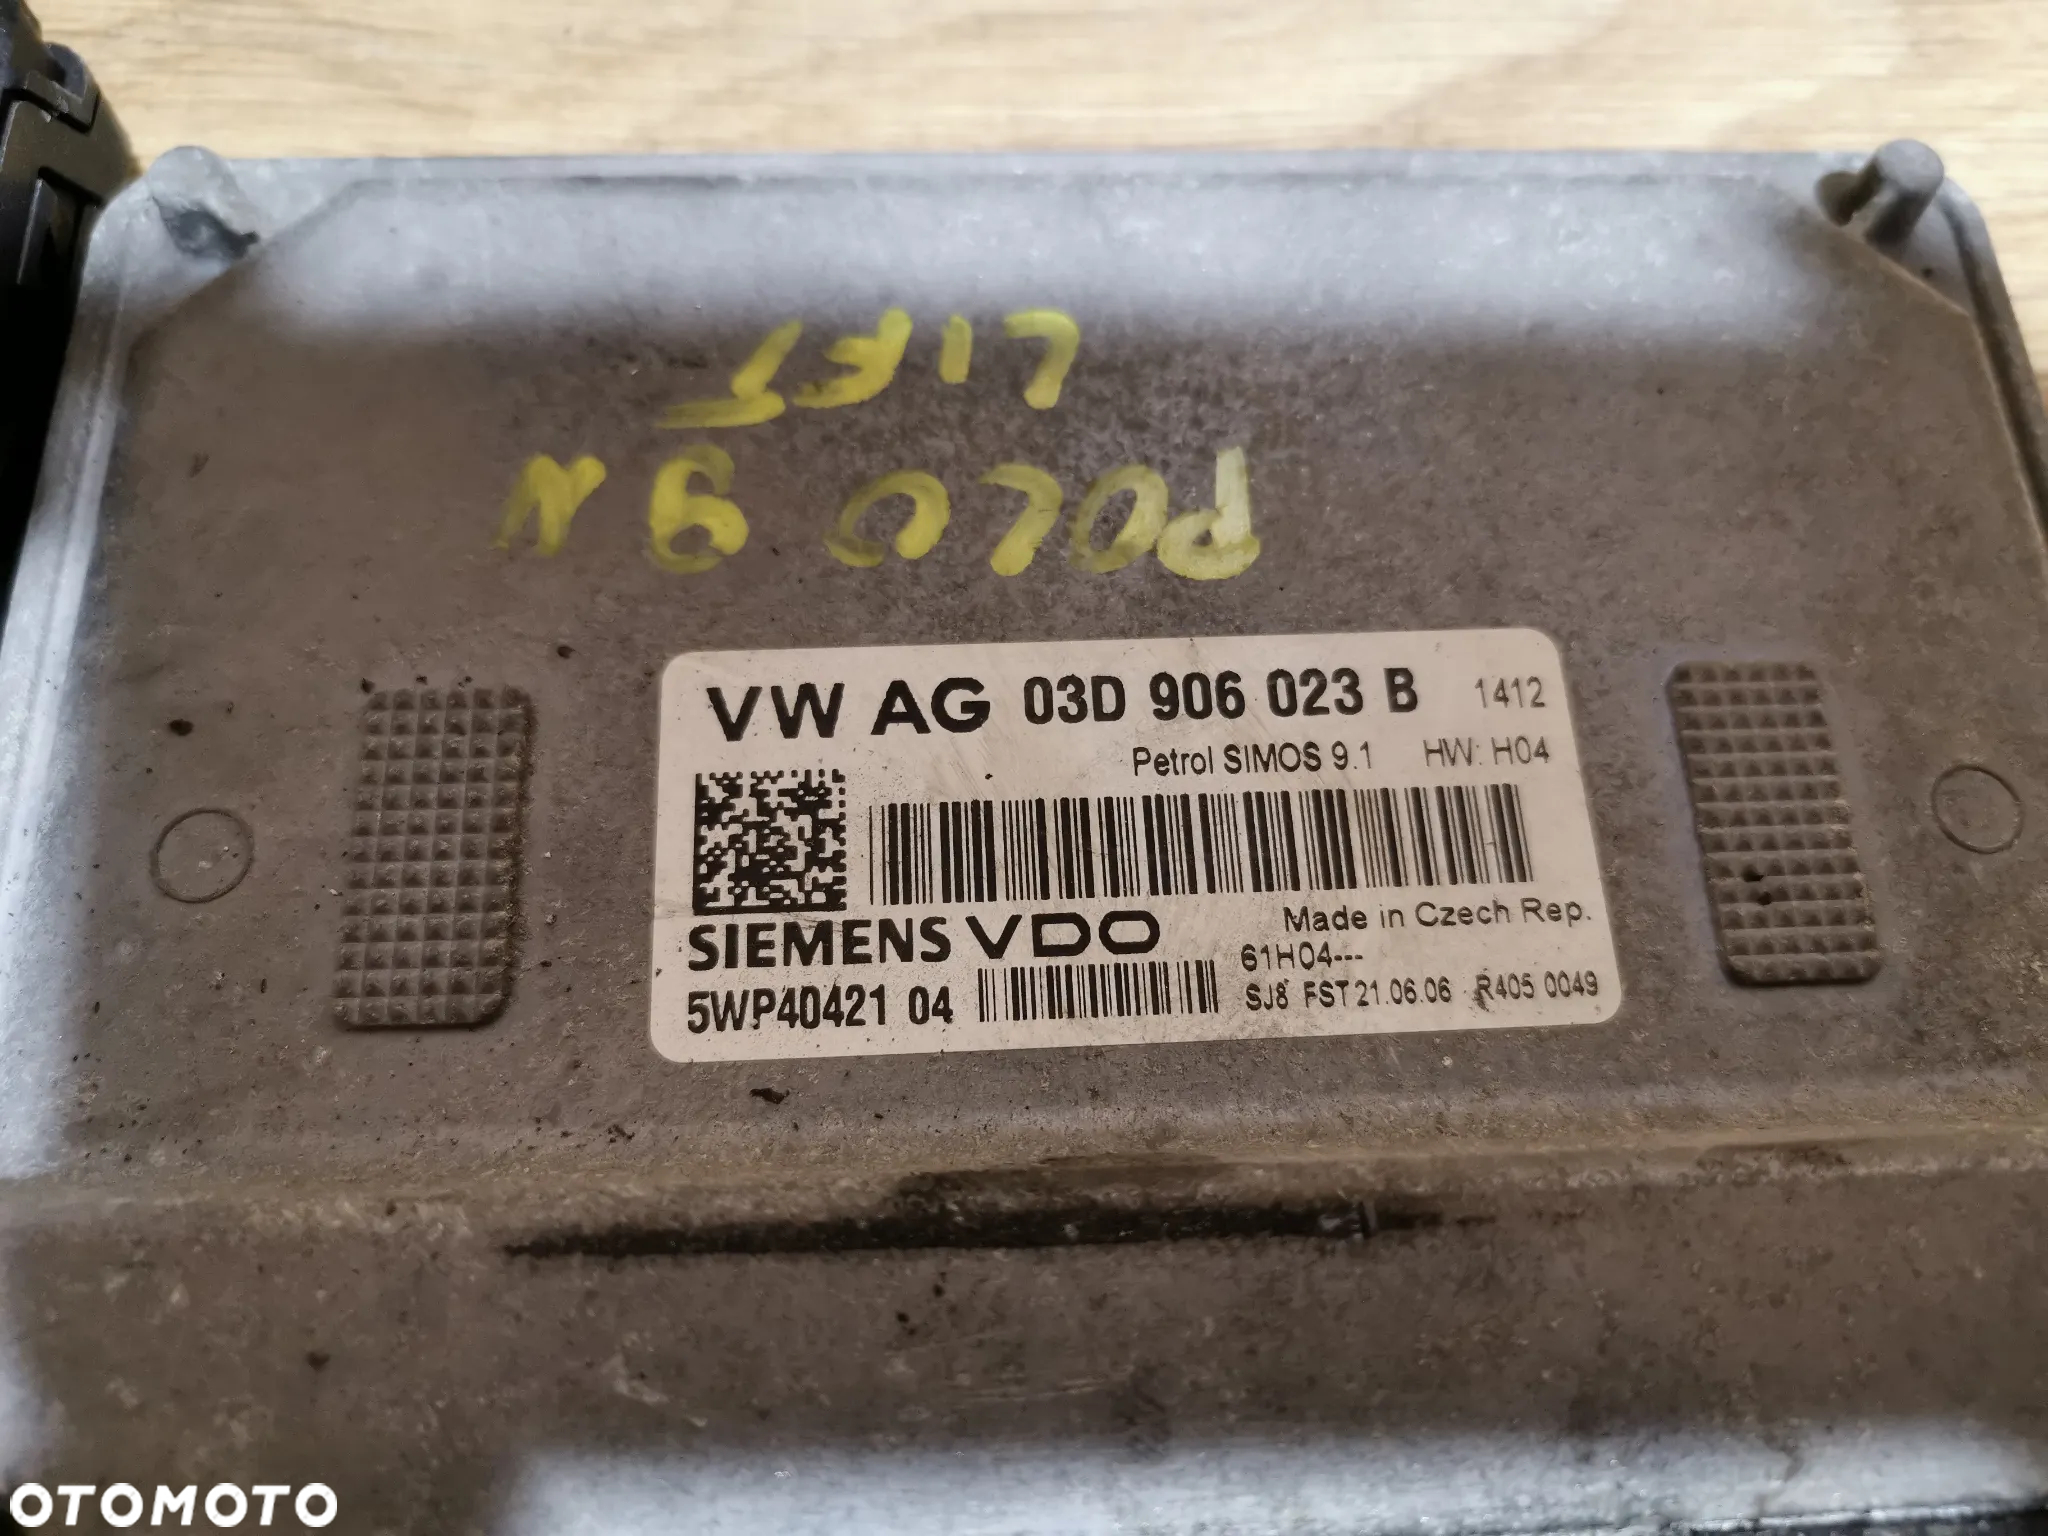 LIFT
POLO 9N
VW AG 03D 906 023 B 1412
Petrol SIMOS 9.1 HW: H04
SIEMENS VDO Made in Czech Rep.
61H04---
5WP40421 04 SJ8 FST 21.06.06 R405 0049
OTOMOTO